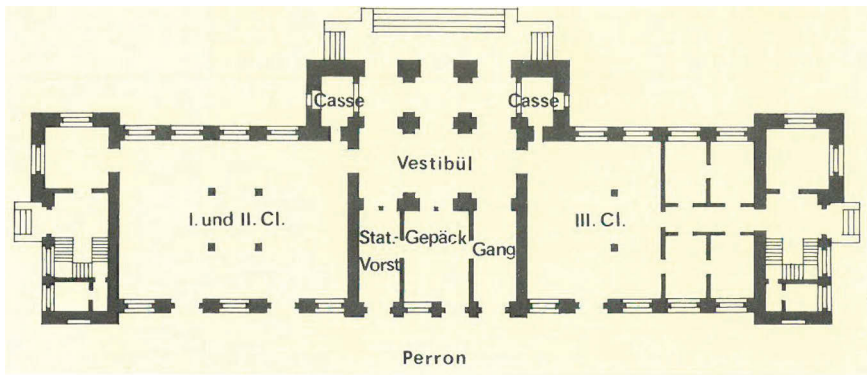 Casse
Casse
Vestibül
I. und II. Cl.
III. Cl.
Stat.-
Vorst
Gepäck
Gang
Perron